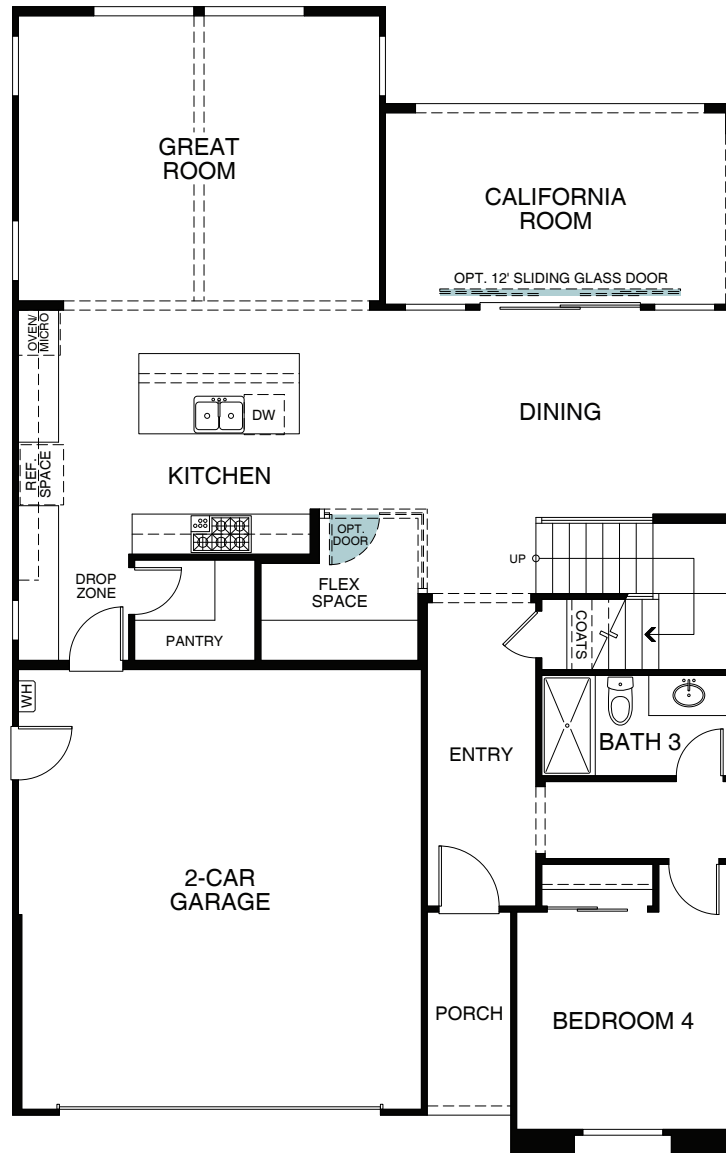 GREAT
ROOM
CALIFORNIA
ROOM
OPT. 12' SLIDING GLASS DOOR
OVEN/
MICRO
DW
DINING
REF.
SPACE
KITCHEN
OPT.
DOOR
UP
DROP
ZONE
FLEX
SPACE
PANTRY
COATS
WH
ENTRY
BATH 3
2-CAR
GARAGE
PORCH
BEDROOM 4